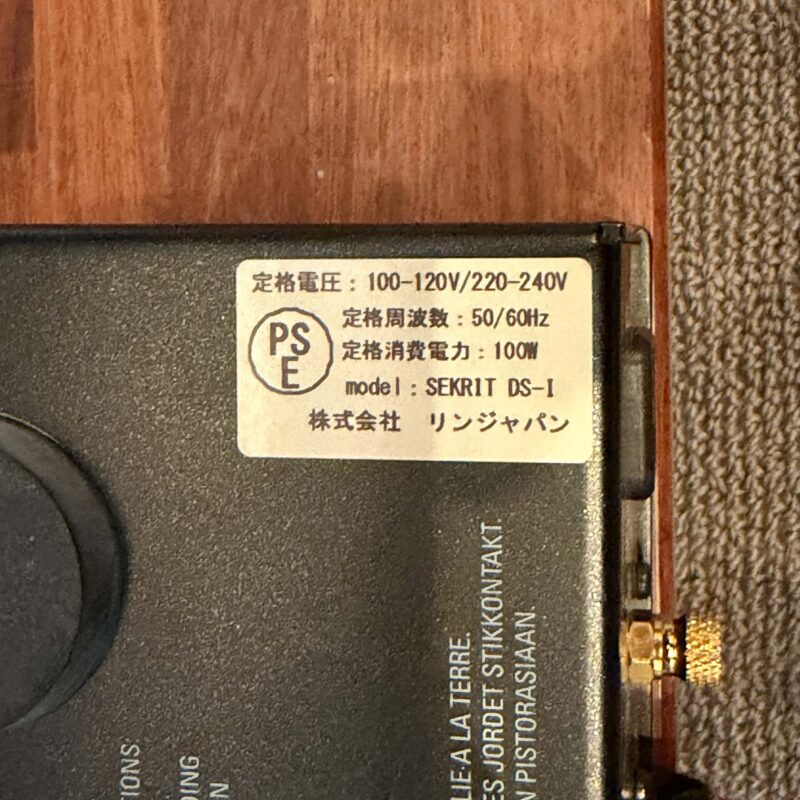 定格電圧：100-120V/220-240V
PS
E
定格周波数：50/60Hz
定格消費電力：100W
model：SEKRIT DS-I
株式会社　リンジャパン
LIE A LA TERRE.
ES JORDET STIKKONTAKT
N PISTORASIAAN.
IONS:
DING
N